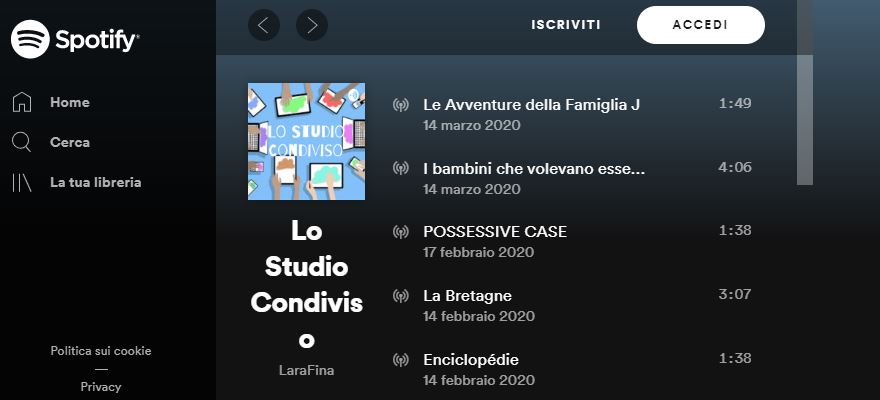 Spotify
Home
Cerca
La tua libreria
Politica sui cookie
Privacy
ISCRIVITI
ACCEDI
LO STUDIO
CONDIVISO
Lo
Studio
Condivis
o
LaraFina
Le Avventure della Famiglia J 1:49
14 marzo 2020
I bambini che volevano esse... 4:06
14 marzo 2020
POSSESSIVE CASE 1:38
17 febbraio 2020
La Bretagne 3:07
14 febbraio 2020
Enciclopédie 1:38
14 febbraio 2020